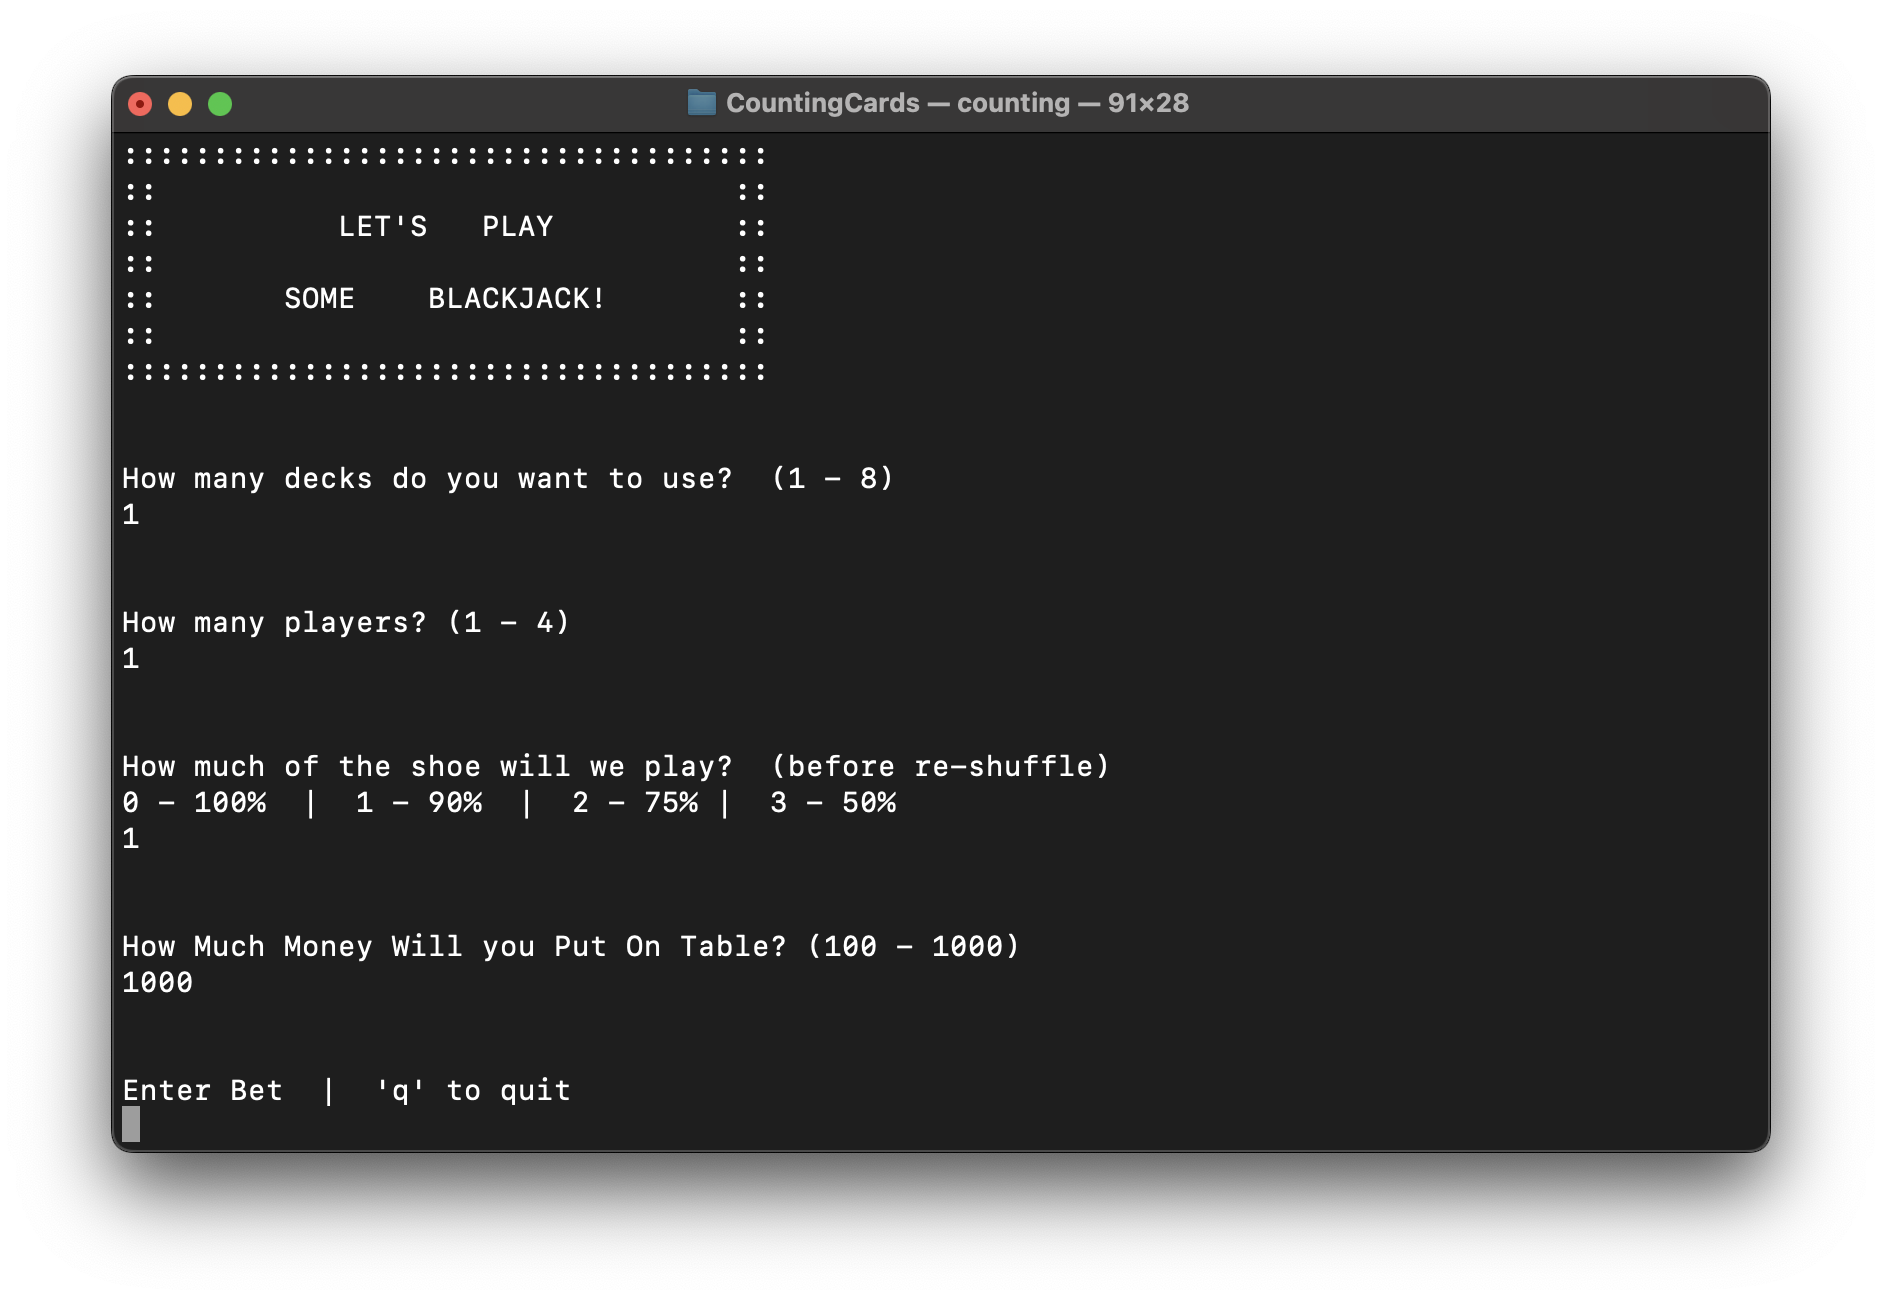 CountingCards — counting — 91×28
::::::::::::::::::::::::::::::::::::
::                                ::
::          LET'S   PLAY          ::
::                                ::
::       SOME    BLACKJACK!       ::
::                                ::
::::::::::::::::::::::::::::::::::::
How many decks do you want to use?  (1 - 8)
1
How many players? (1 - 4)
1
How much of the shoe will we play?  (before re-shuffle)
0 - 100%  |  1 - 90%  |  2 - 75% |  3 - 50%
1
How Much Money Will you Put On Table? (100 - 1000)
1000
Enter Bet  |  'q' to quit